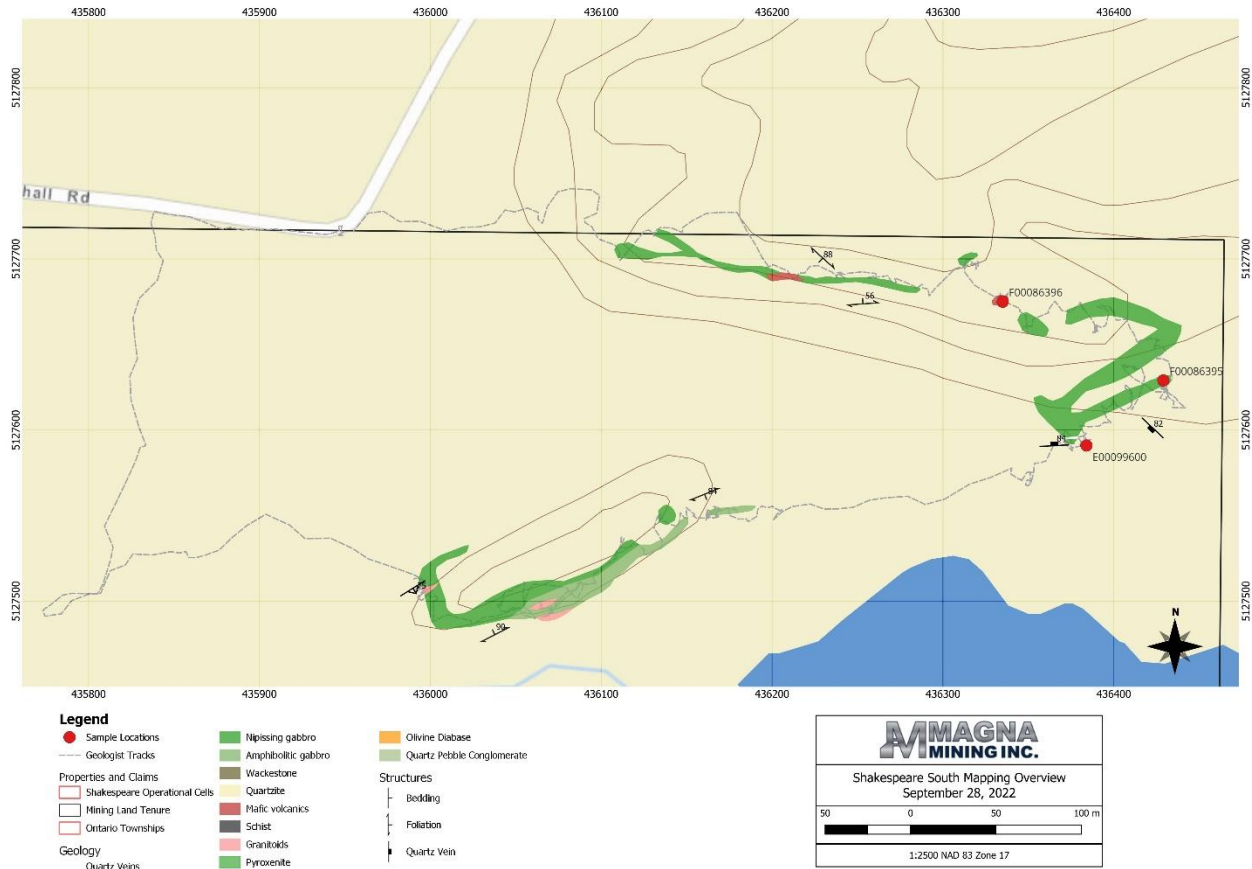 435800 435900 436000 436100 436200 436300 436400
5127800
5127800
hall Rd
5127700
5127700
88
56
F00086396
F00086395
82
5127600
5127600
E00099600
90
5127500
5127500
N
435800 435900 436000 436100 436200 436300 436400
Legend
Sample Locations
Geologist Tracks
Properties and Claims
Shakespeare Operational Cells
Mining Land Tenure
Ontario Townships
Geology
Quartz Veins
Nipissing gabbro
Amphibolitic gabbro
Wackestone
Quartzite
Mafic volcanics
Schist
Granitoids
Pyroxenite
Olivine Diabase
Quartz Pebble Conglomerate
Structures
Bedding
Foliation
Quartz Vein
MAGNA
MINING INC.
Shakespeare South Mapping Overview
September 28, 2022
50 0 50 100 m
1:2500 NAD 83 Zone 17